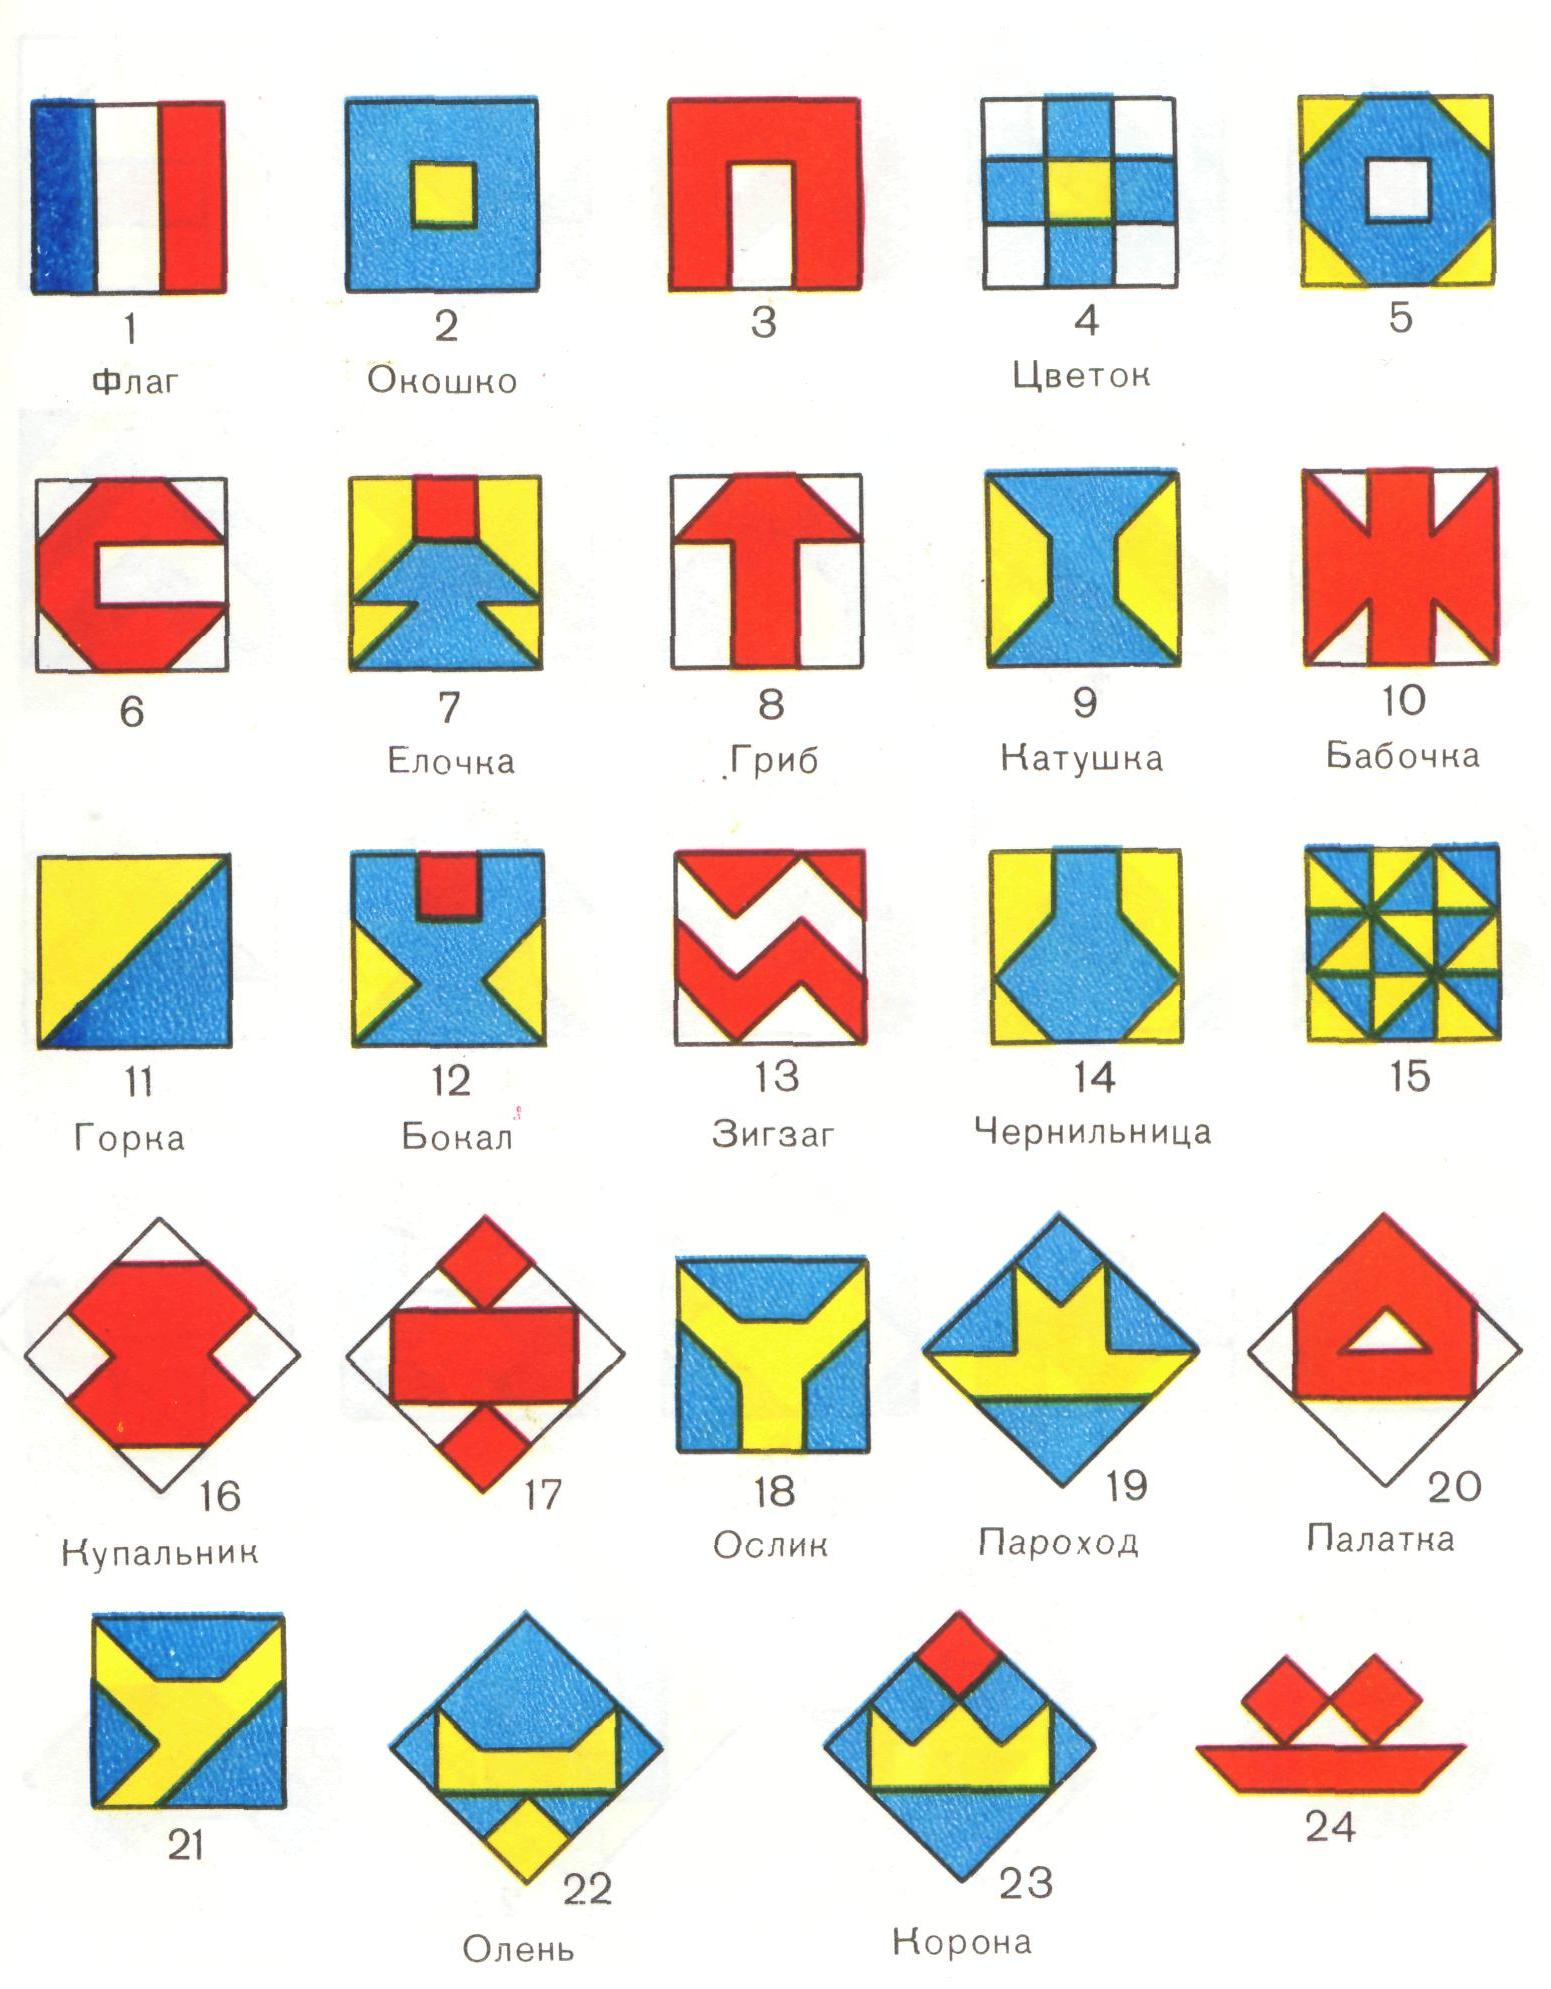 1 2 3 4 5
Флаг Окошко Цветок
6 7 8 9 10
Елочка Гриб Катушка Бабочка
11 12 13 14 15
Горка Бокал Зигзаг Чернильница
16 17 18 19 20
Купальник Ослик Пароход Палатка
21 22 23 24
Олень Корона